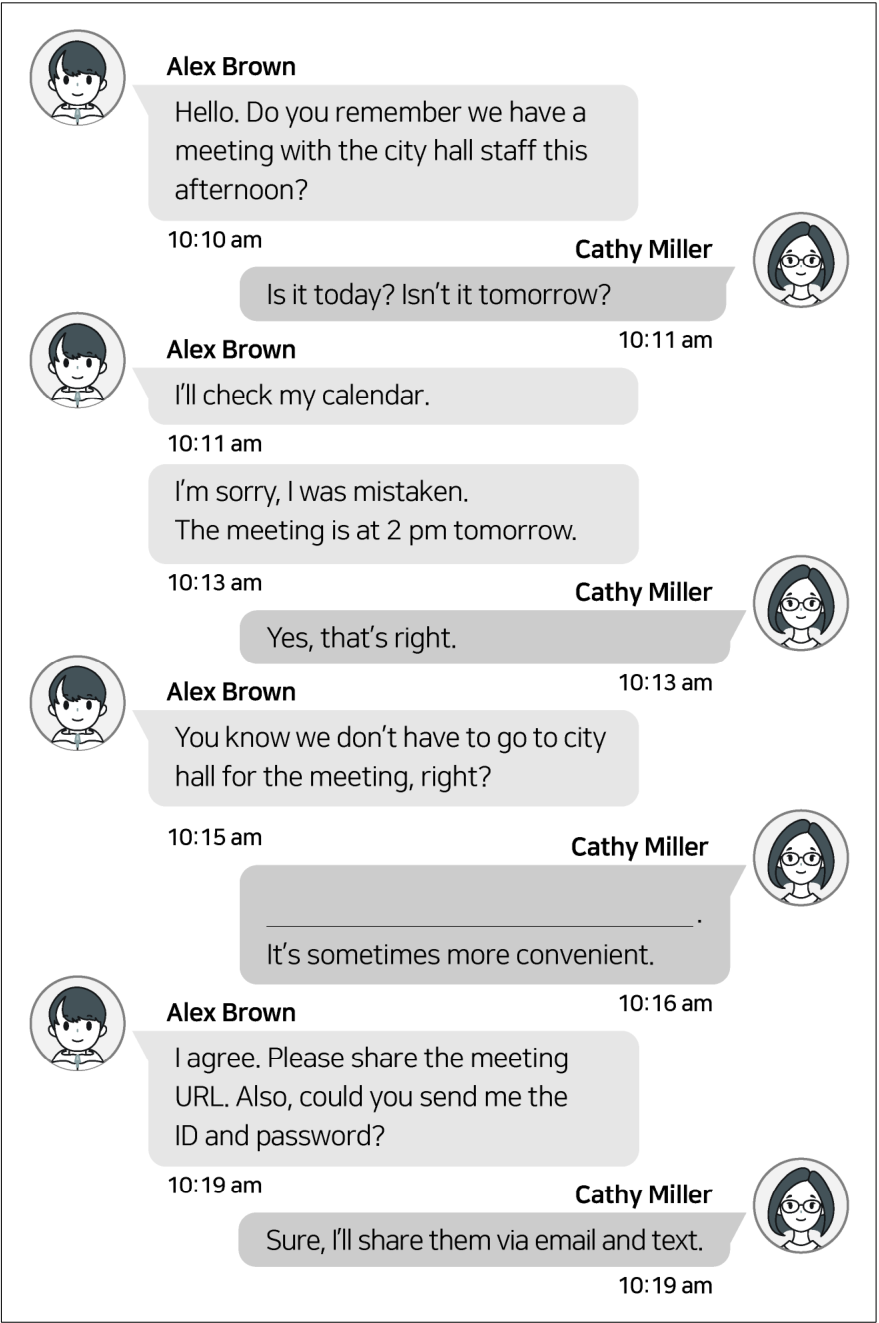 Alex Brown
Hello. Do you remember we have a
meeting with the city hall staff this
afternoon?
10:10 am
Cathy Miller
Is it today? Isn't it tomorrow?
10:11 am
Alex Brown
I'll check my calendar.
10:11 am
I'm sorry, I was mistaken.
The meeting is at 2 pm tomorrow.
10:13 am
Cathy Miller
Yes, that's right.
10:13 am
Alex Brown
You know we don't have to go to city
hall for the meeting, right?
10:15 am
Cathy Miller
______________________________.
It's sometimes more convenient.
10:16 am
Alex Brown
I agree. Please share the meeting
URL. Also, could you send me the
ID and password?
10:19 am
Cathy Miller
Sure, I'll share them via email and text.
10:19 am